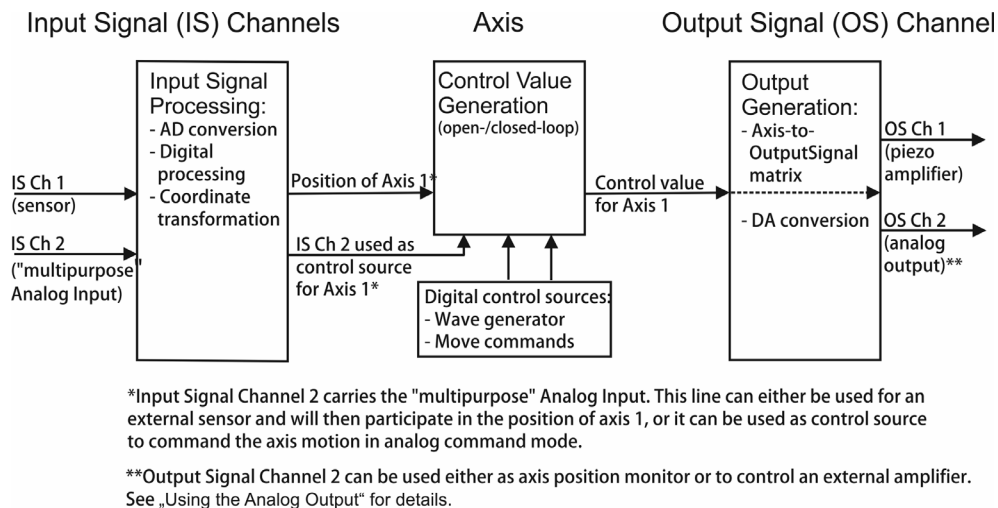 Input Signal (IS) Channels
Axis
Output Signal (OS) Channel
Input Signal
Processing:
- AD conversion
- Digital
processing
- Coordinate
transformation
Control Value
Generation
(open-/closed-loop)
Output
Generation:
- Axis-to-
OutputSignal
matrix
- DA conversion
IS Ch 1
(sensor)
IS Ch 2
("multipurpose"
Analog Input)
Position of Axis 1*
IS Ch 2 used as
control source
for Axis 1*
Digital control sources:
- Wave generator
- Move commands
Control value
for Axis 1
OS Ch 1
(piezo
amplifier)
OS Ch 2
(analog
output)**
*Input Signal Channel 2 carries the "multipurpose" Analog Input. This line can either be used for an
external sensor and will then participate in the position of axis 1, or it can be used as control source
to command the axis motion in analog command mode.
**Output Signal Channel 2 can be used either as axis position monitor or to control an external amplifier.
See „Using the Analog Output“ for details.